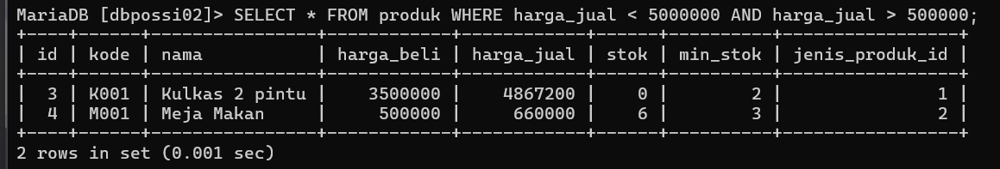 MariaDB [dbpossi02]> SELECT * FROM produk WHERE harga_jual < 5000000 AND harga_jual > 500000;
+----+------+----------------+------------+------------+------+----------+-----------------+
| id | kode | nama           | harga_beli | harga_jual | stok | min_stok | jenis_produk_id |
+----+------+----------------+------------+------------+------+----------+-----------------+
|  3 | K001 | Kulkas 2 pintu |    3500000 |    4867200 |    0 |        2 |               1 |
|  4 | M001 | Meja Makan     |     500000 |     660000 |    6 |        3 |               2 |
+----+------+----------------+------------+------------+------+----------+-----------------+
2 rows in set (0.001 sec)